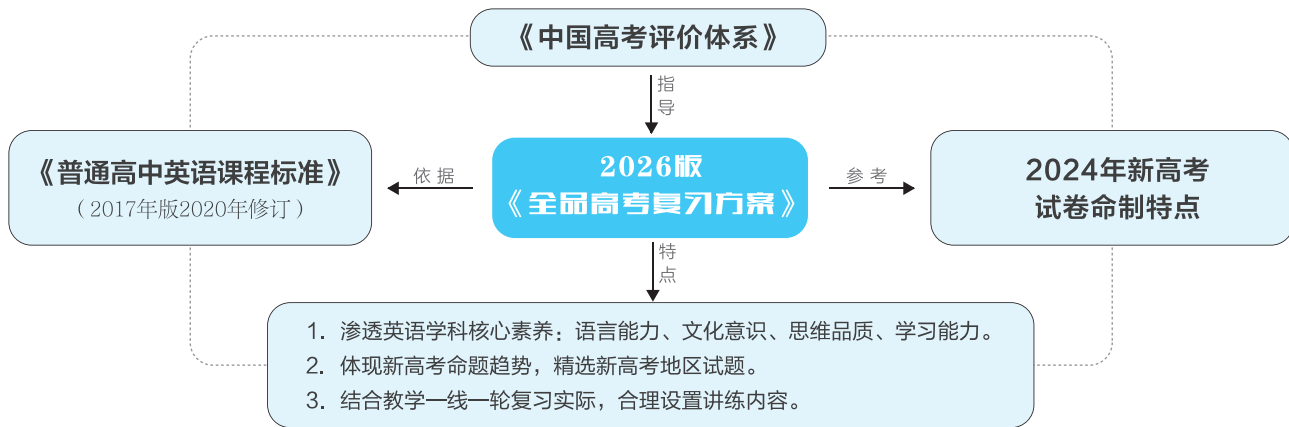 《中国高考评价体系》
指导
《普通高中英语课程标准》
（2017年版2020年修订）
依据
2026版
《全品高考复习方案》
参考
2024年新高考
试卷命制特点
特点
1. 渗透英语学科核心素养：语言能力、文化意识、思维品质、学习能力。
2. 体现新高考命题趋势，精选新高考地区试题。
3. 结合教学一线一轮复习实际，合理设置讲练内容。